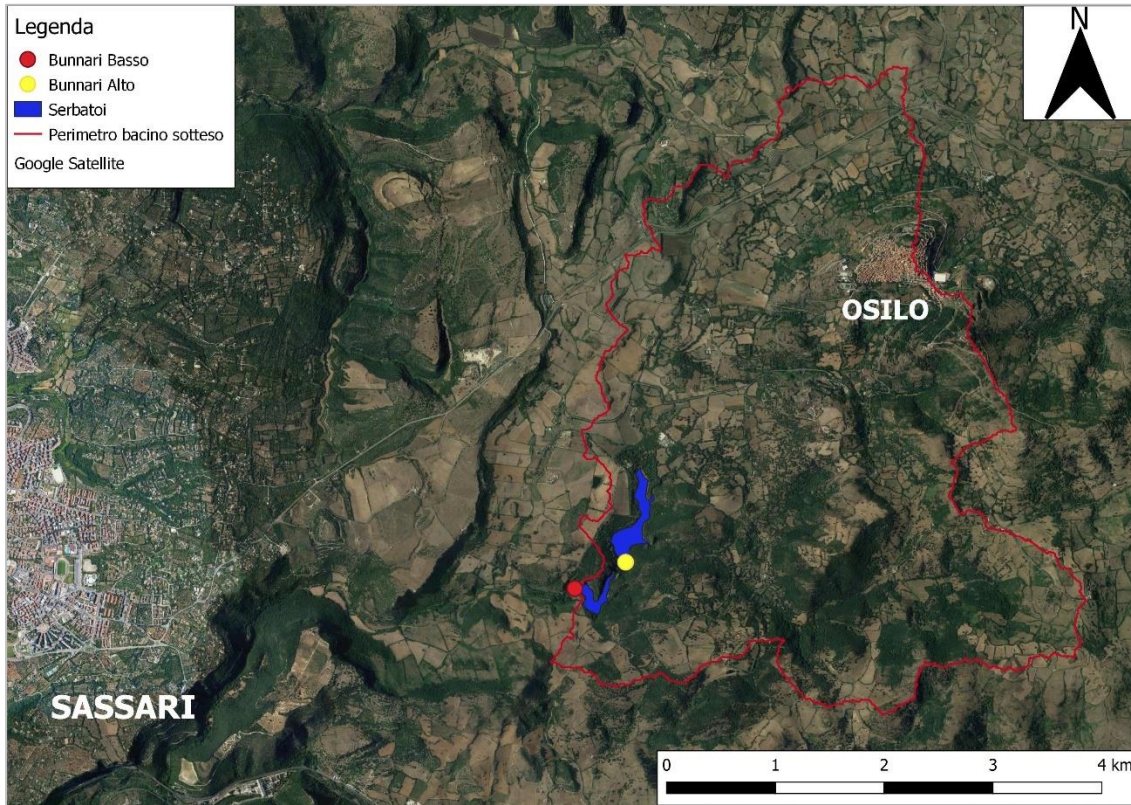 Legenda
Bunnari Basso
Bunnari Alto
Serbatoi
Perimetro bacino sotteso
Google Satellite
N
OSILO
SASSARI
0 1 2 3 4 km